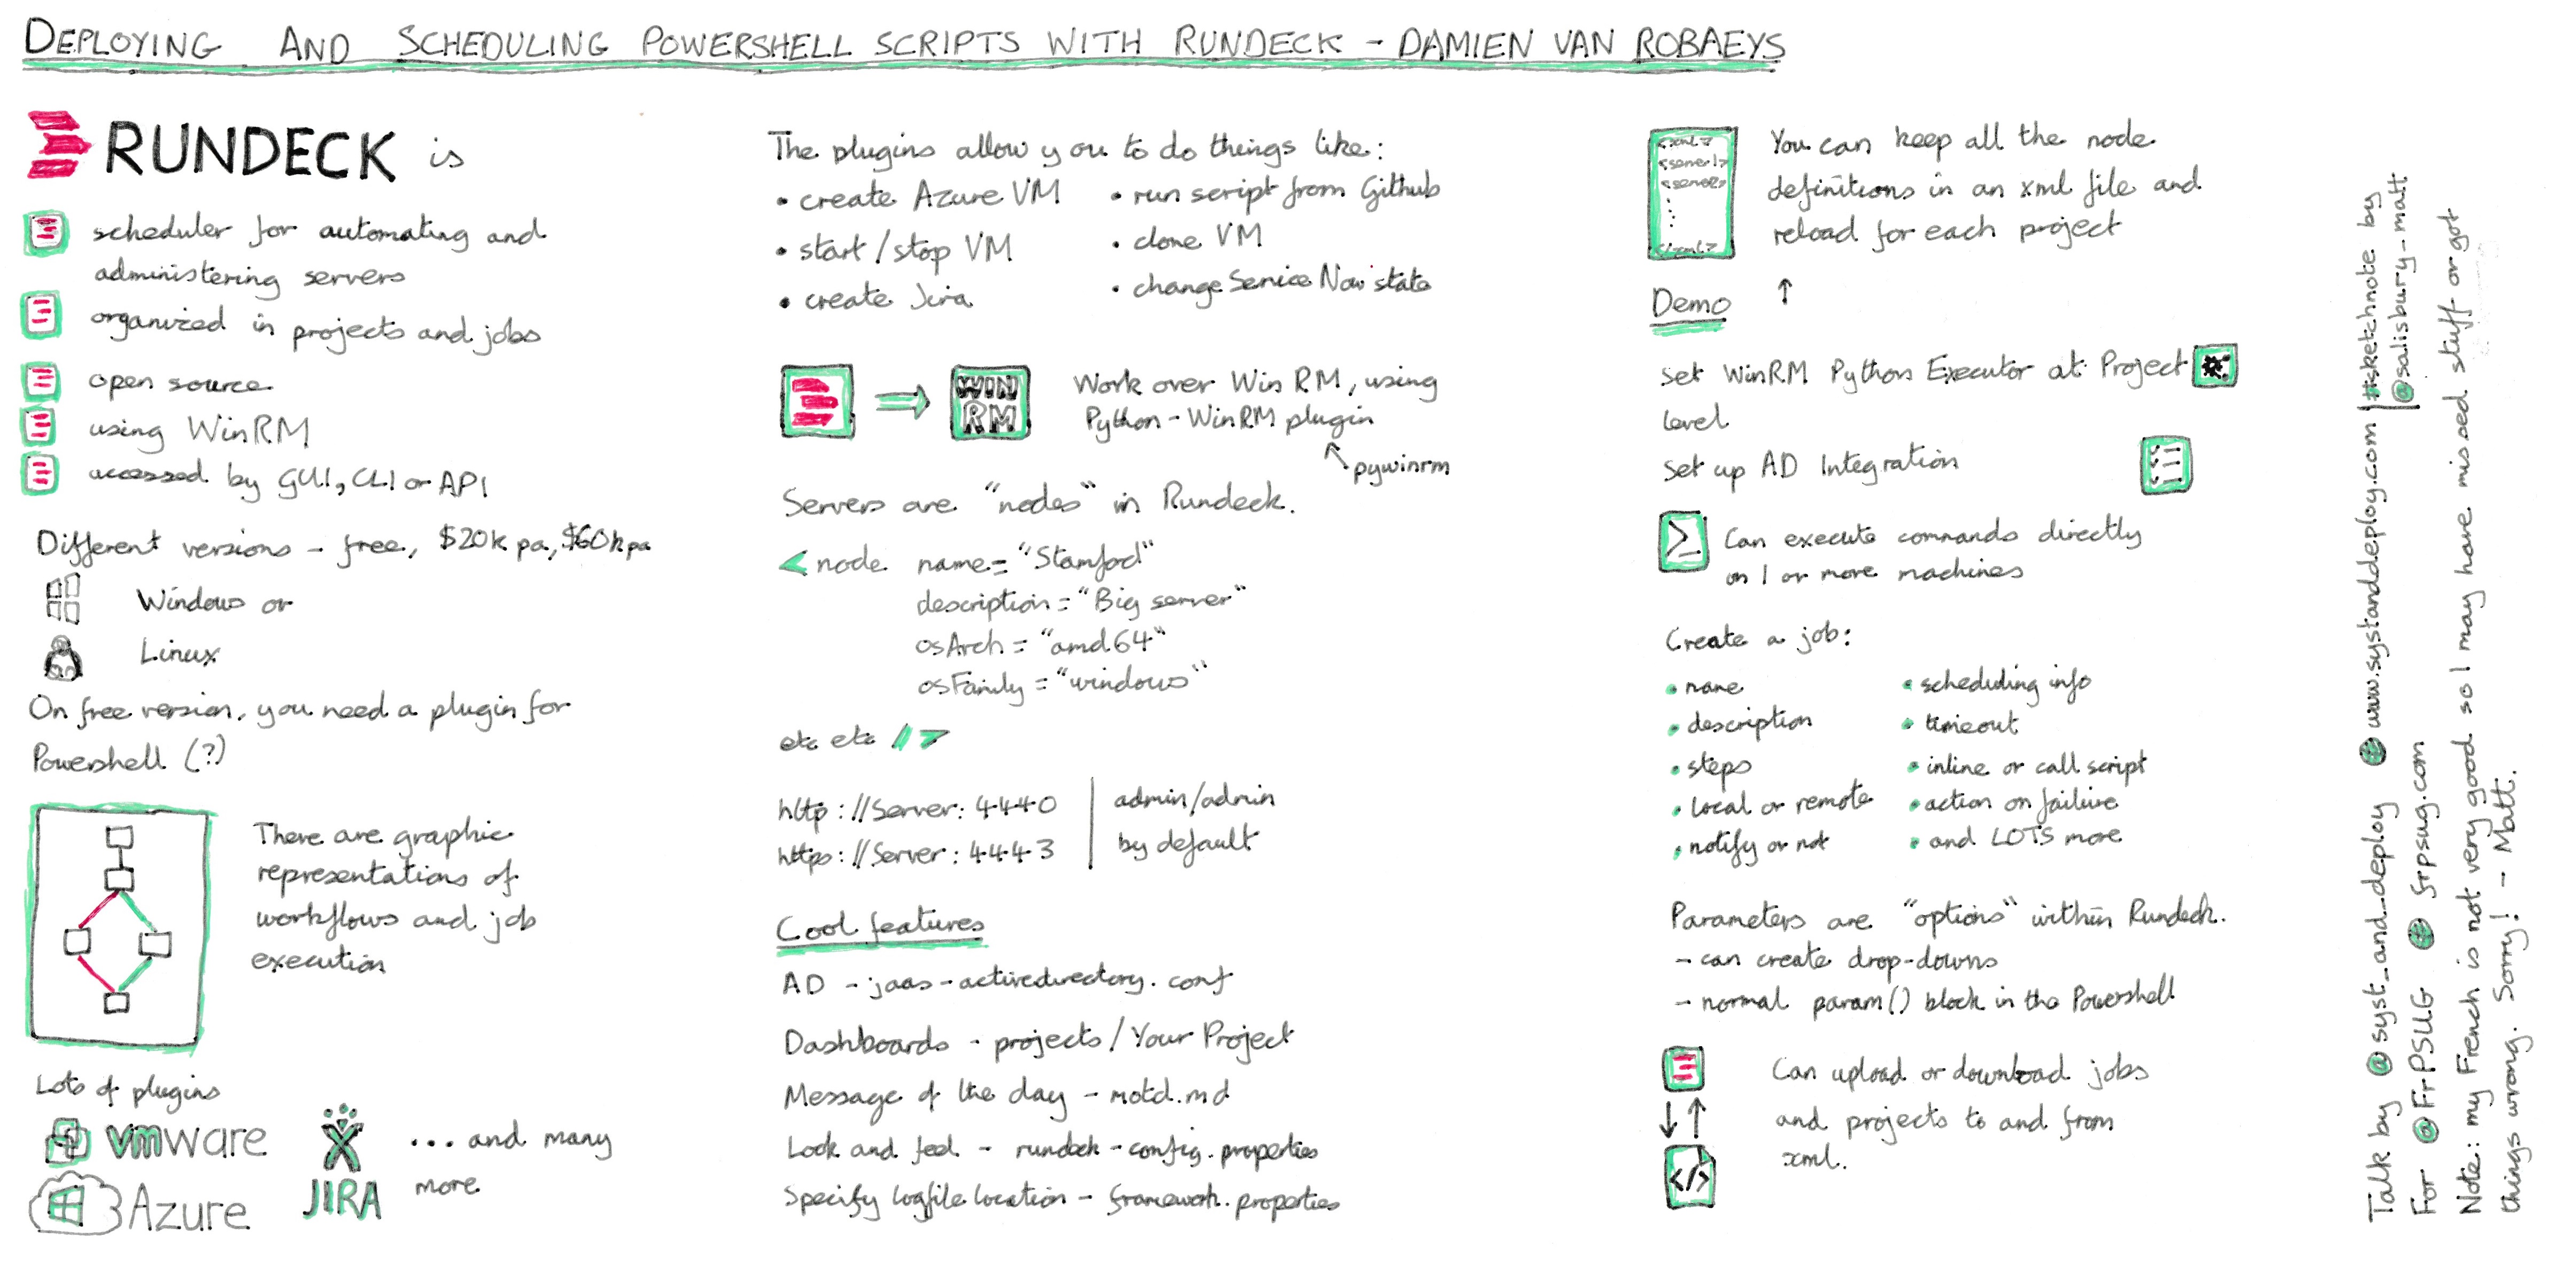 DEPLOYING AND SCHEDULING POWERSHELL SCRIPTS WITH RUNDECK - DAMIEN VAN ROBAEYS
RUNDECK is
scheduler for automating and
administering servers
organized in projects and jobs
open source
using WinRM
accessed by GUI, CLI or API
Different versions - free, $20k pa, $60k pa
Windows or
Linux
On free version, you need a plugin for
Powershell (?)
There are graphic
representations of
workflows and job
execution
Lots of plugins
vmware
Azure
JIRA
... and many
more
The plugins allow you to do things like:
• create Azure VM
• start/stop VM
• create Jira
• run script from Github
• clone VM
• change Service Now state
WIN
RM
Work over Win RM, using
Python-WinRM plugin
pywinrm
Servers are "nodes" in Rundeck.
<node name="Stamford"
description="Big server"
osArch="amd64"
osFamily="windows"
etc etc />
http://Server:4440
https://Server:4443
admin/admin
by default
Cool features
AD - jaas-activedirectory.conf
Dashboards - projects/Your Project
Message of the day - motd.md
Look and feel - rundeck-config.properties
Specify logfile location - framework.properties
<xml>
<server1>
<server2>
<xml>
You can keep all the node
definitions in an xml file and
reload for each project
↑
Demo
Set WinRM Python Executor at Project
level
Set up AD Integration
>_
Can execute commands directly
on 1 or more machines
Create a job:
• name
• description
• steps
• local or remote
• notify or not
• scheduling info
• timeout
• inline or call script
• action on failure
• and LOTS more
Parameters are "options" within Rundeck.
- can create drop-downs
- normal param() block in the Powershell
</>
Can upload or download jobs
and projects to and from
xml.
Talk by @syst_and_deploy www.systanddeploy.com
#sketchnote by
@salisbury-matt
For @FrPSUG frpsug.com
Note: my French is not very good so I may have missed stuff or got
things wrong. Sorry! - Matt.